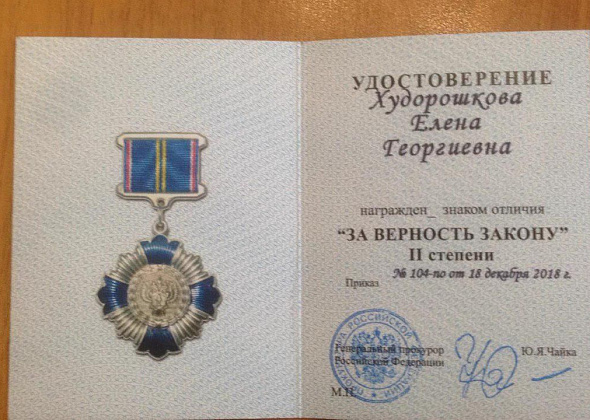 УДОСТОВЕРЕНИЕ
Худорошкова
Елена
Георгиевна
награжден_ знаком отличия
“ЗА ВЕРНОСТЬ ЗАКОНУ”
II степени
№ 104-по от 18 декабря 2018 г.
Приказ
Генеральный прокурор
Российской Федерации
Ю.Я.Чайка
М.П.